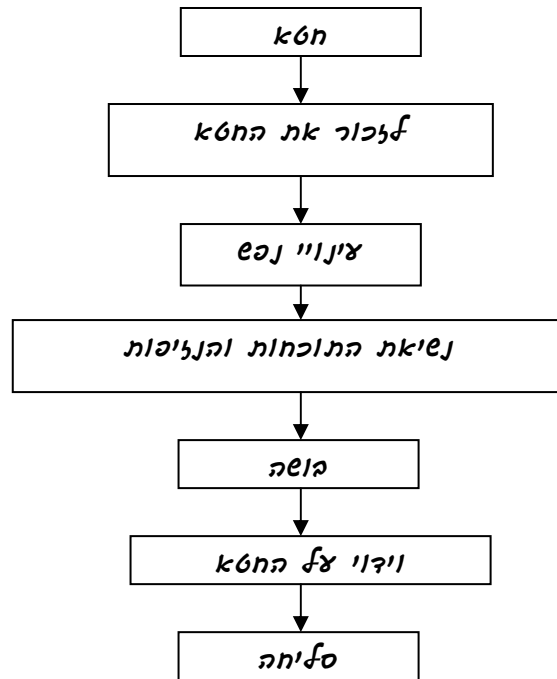 חטא
לזכור את החטא
עינויי נפש
נשיאת התוכחות והנזיפות
בושה
וידוי על החטא
סליחה